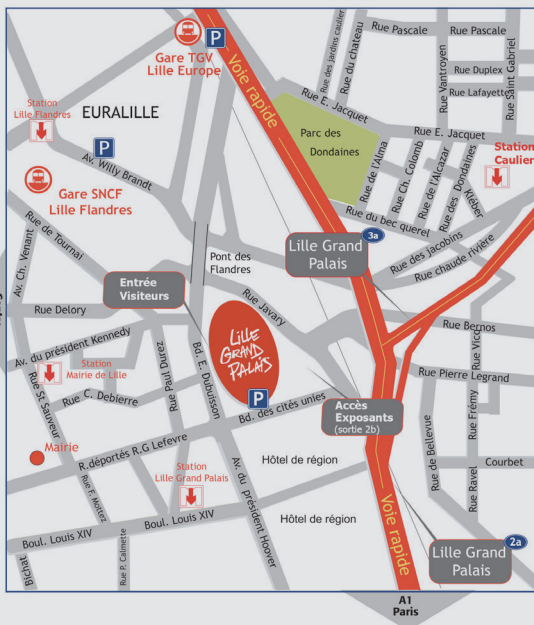 Gare TGV
Lille Europe
P
Voie rapide
Rue des jardins caulier
Rue du chateau
Rue Pascale
Rue Pascale
Rue Vantroyen
Rue Duplex
Rue Lafayette
Rue Saint Gabriel
Station
Lille Flandres
EURALILLE
P
Av. Willy Brandt
Rue E. Jacquet
Rue E. Jacquet
Parc des
Dondaines
Rue de l'Alma
Rue Ch. Colomb
Rue de l'Alcazar
Rue des Dondaines
Kléber
Station
Caulier
Gare SNCF
Lille Flandres
Rue de Tournai
Av. Ch. Venant
Rue du bec querel
3a
Lille Grand
Palais
Rue des jacobins
Rue chaude rivière
Pont des
Flandres
Entrée
Visiteurs
Rue Javary
Rue Delory
LILLE
GRAND
PALAIS
Rue Bernos
Rue Vicq
Av. du président Kennedy
Station
Mairie de Lille
Rue Paul Durez
Bd. E. Dubuisson
Rue Pierre Legrand
Rue St Sauveur
Rue C. Debierre
P
Bd. des cités unies
Accès
Exposants
(sortie 2b)
Rue Frémy
Rue de Bellevue
Mairie
R.députés R.G Lefevre
Station
Lille Grand Palais
Hôtel de région
Courbet
Rue Ravel
Rue F. Mottez
Av. du président Hoover
Boul. Louis XIV
Boul. Louis XIV
Hôtel de région
Voie rapide
Bichat
Rue P. Calmette
2a
Lille Grand
Palais
A1
Paris